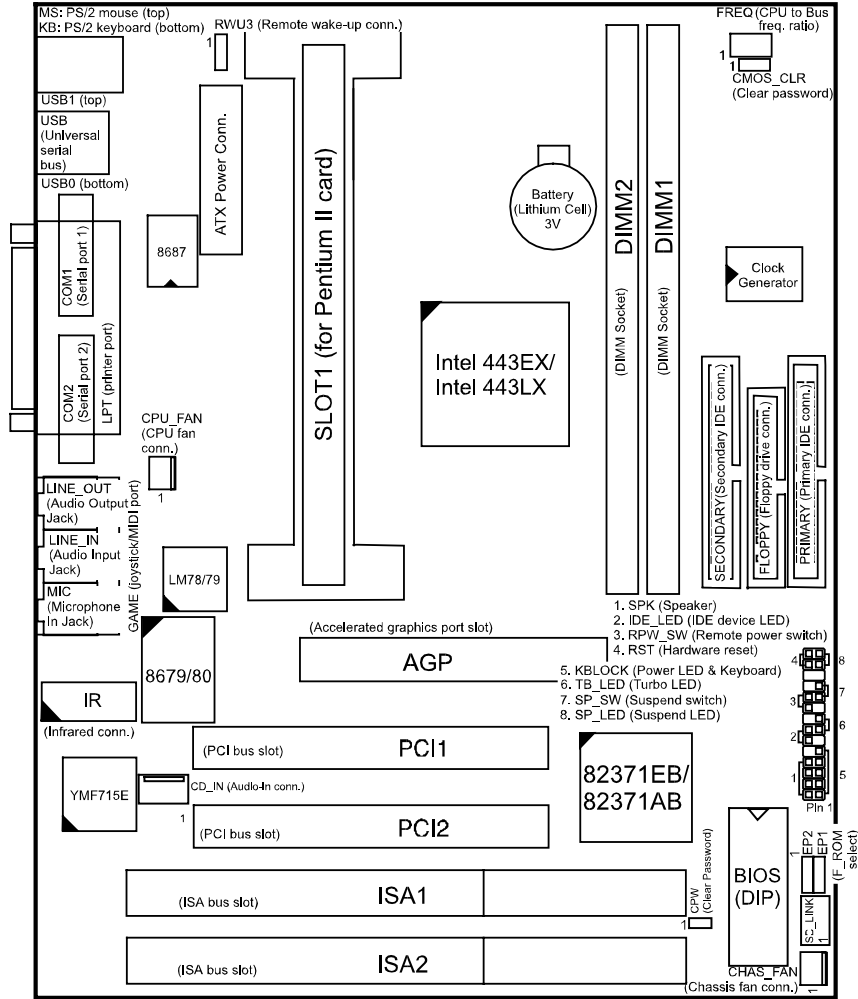 MS: PS/2 mouse (top)
KB: PS/2 keyboard (bottom)
RWU3 (Remote wake-up conn.)
1
FREQ (CPU to Bus
freq. ratio)
1
1
CMOS_CLR
(Clear password)
USB1 (top)
USB
(Universal
serial
bus)
USB0 (bottom)
ATX Power Conn.
8687
COM1
(Serial port 1)
COM2
(Serial port 2)
LPT (printer port)
SLOT1 (for Pentium II card)
Battery
(Lithium Cell)
3V
DIMM2
(DIMM Socket)
DIMM1
(DIMM Socket)
Clock
Generator
Intel 443EX/
Intel 443LX
CPU_FAN
(CPU fan
conn.)
1
SECONDARY(Secondary IDE conn.)
FLOPPY (Floppy drive conn.)
PRIMARY (Primary IDE conn.)
LINE_OUT
(Audio Output
Jack)
LINE_IN
(Audio Input
Jack)
MIC
(Microphone
In Jack)
GAME (joystick/MIDI port)
LM78/79
8679/80
IR
(Infrared conn.)
(Accelerated graphics port slot)
AGP
1. SPK (Speaker)
2. IDE_LED (IDE device LED)
3. RPW_SW (Remote power switch)
4. RST (Hardware reset)
5. KBLOCK (Power LED & Keyboard)
6. TB_LED (Turbo LED)
7. SP_SW (Suspend switch)
8. SP_LED (Suspend LED)
4
8
7
3
6
2
1
5
PIn 1
(PCI bus slot)
PCI1
YMF715E
CD_IN (Audio-In conn.)
1
(PCI bus slot)
PCI2
82371EB/
82371AB
BIOS
(DIP)
1
EP2
EP1
(F_ROM
select)
(ISA bus slot)
ISA1
CPW
(Clear Password)
1
SD_LINK
1
(ISA bus slot)
ISA2
CHAS_FAN
(Chassis fan conn.)
1